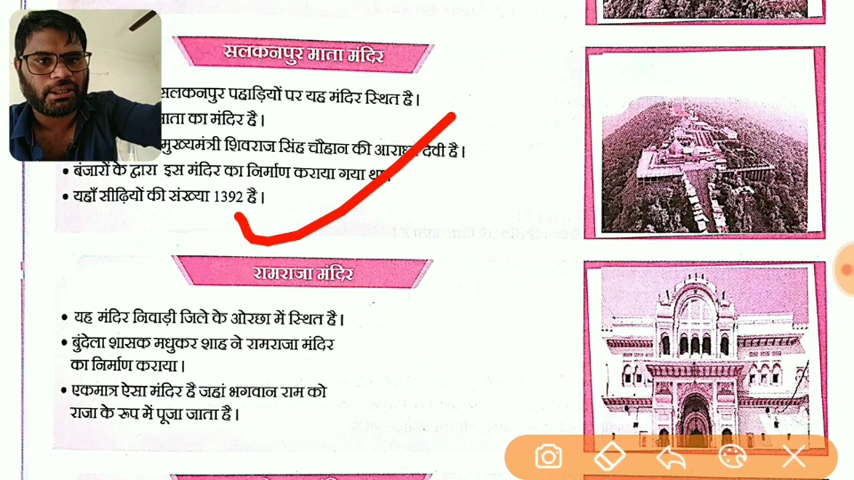 सलकनपुर माता मंदिर
सलकनपुर पहाड़ियों पर यह मंदिर स्थित है।
माता का मंदिर है।
मुख्यमंत्री शिवराज सिंह चौहान की आराध्य देवी है।
• बंजारों के द्वारा इस मंदिर का निर्माण कराया गया था
• यहाँ सीढ़ियों की संख्या 1392 है।
रामराजा मंदिर
• यह मंदिर निवाड़ी जिले के ओरछा में स्थित है।
• बुंदेला शासक मधुकर शाह ने रामराजा मंदिर
का निर्माण कराया।
• एकमात्र ऐसा मंदिर है जहां भगवान राम को
राजा के रूप में पूजा जाता है।